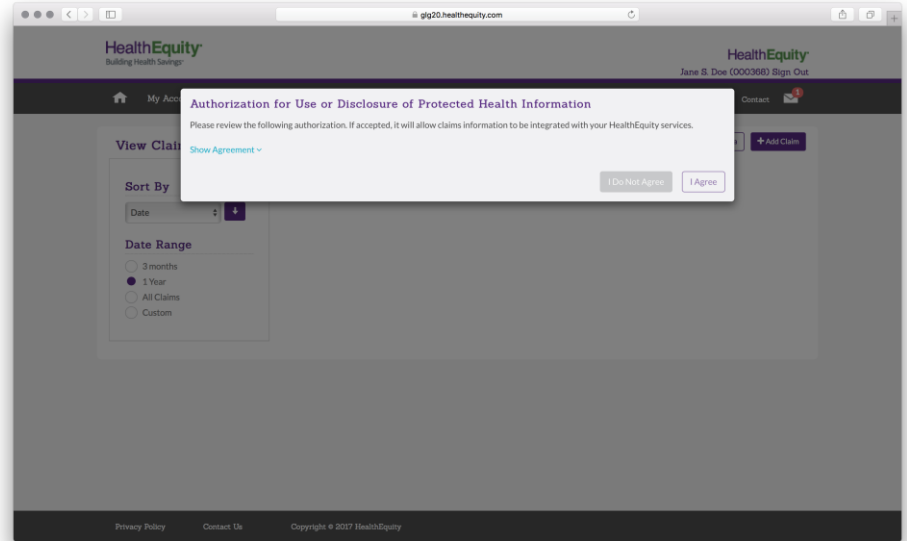 glg20.healthequity.com
HealthEquity
Building Health Savings
HealthEquity
Jane S. Doe (000368) Sign Out
My Acc
Contact
1
Authorization for Use or Disclosure of Protected Health Information
Please review the following authorization. If accepted, it will allow claims information to be integrated with your HealthEquity services.
Show Agreement
I Do Not Agree
I Agree
View Clai
+ Add Claim
Sort By
Date
Date Range
3 months
1 Year
All Claims
Custom
Privacy Policy Contact Us Copyright © 2017 HealthEquity